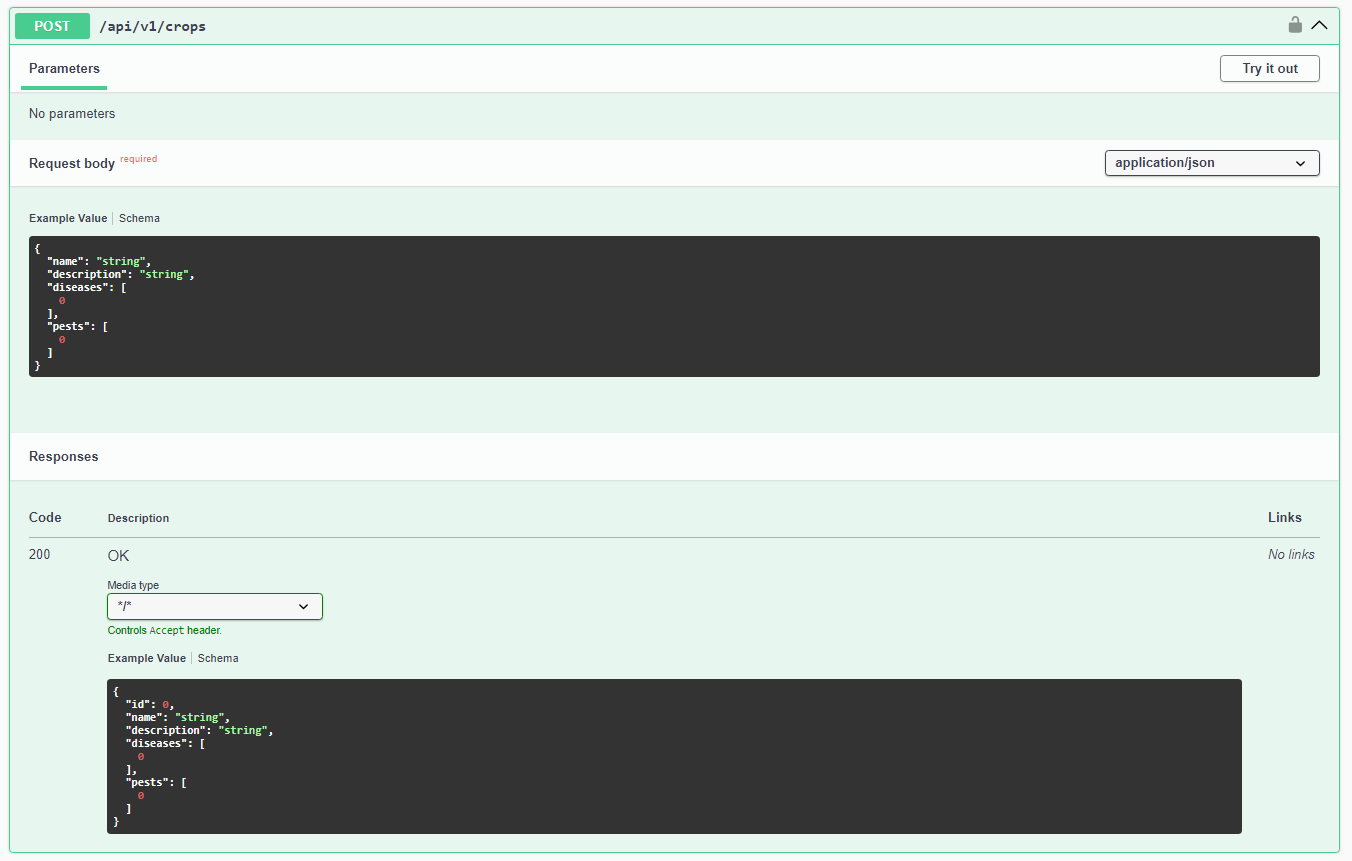 POST /api/v1/crops
Parameters
Try it out
No parameters
Request body required
application/json
Example Value Schema
{
  "name": "string",
  "description": "string",
  "diseases": [
    0
  ],
  "pests": [
    0
  ]
}
Responses
Code Description Links
200 OK No links
Media type
*/*
Controls Accept header.
Example Value Schema
{
  "id": 0,
  "name": "string",
  "description": "string",
  "diseases": [
    0
  ],
  "pests": [
    0
  ]
}